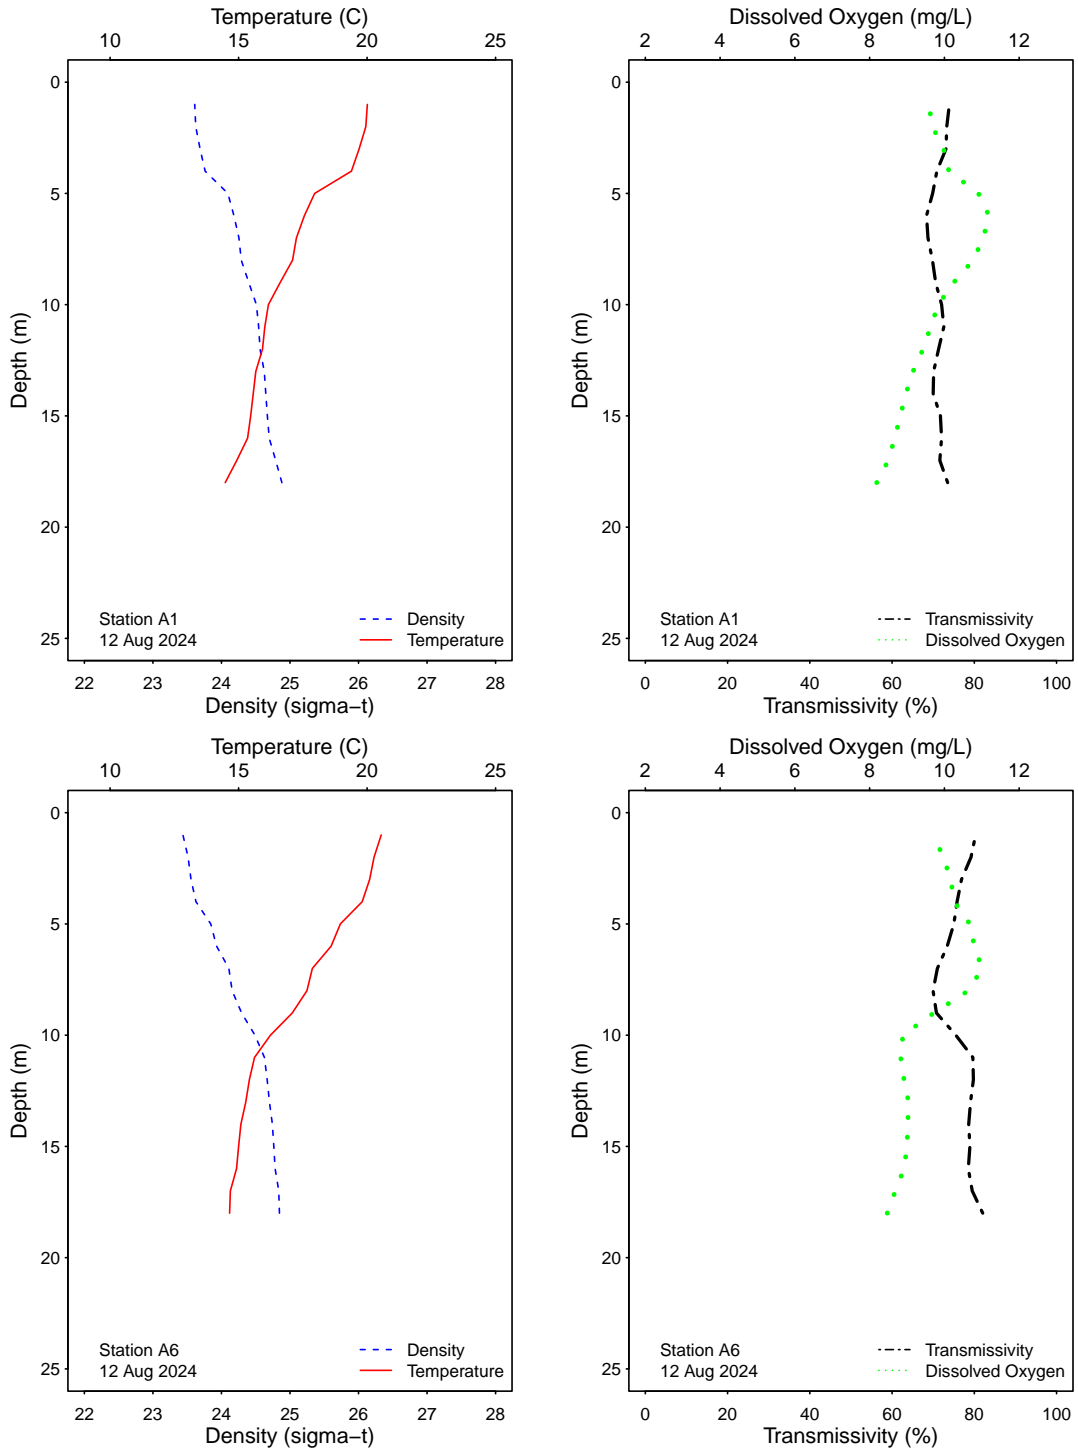 Temperature (C)
10 15 20 25
0
5
10
15
20
25
Depth (m)
Station A1
12 Aug 2024
Density
Temperature
22 23 24 25 26 27 28
Density (sigma−t)
Dissolved Oxygen (mg/L)
2 4 6 8 10 12
0
5
10
15
20
25
Depth (m)
Station A1
12 Aug 2024
Transmissivity
Dissolved Oxygen
0 20 40 60 80 100
Transmissivity (%)
Temperature (C)
10 15 20 25
0
5
10
15
20
25
Depth (m)
Station A6
12 Aug 2024
Density
Temperature
22 23 24 25 26 27 28
Density (sigma−t)
Dissolved Oxygen (mg/L)
2 4 6 8 10 12
0
5
10
15
20
25
Depth (m)
Station A6
12 Aug 2024
Transmissivity
Dissolved Oxygen
0 20 40 60 80 100
Transmissivity (%)